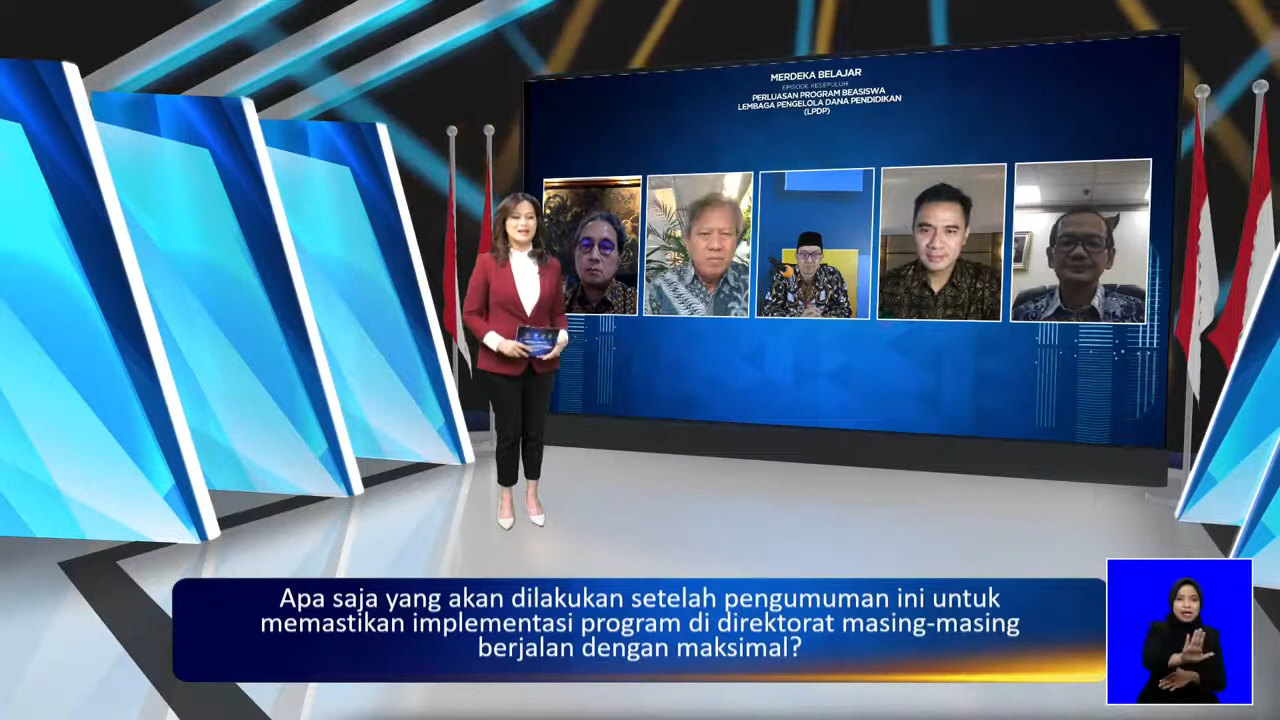 MERDEKA BELAJAR
EPISODE KESEPULUH
PERLUASAN PROGRAM BEASISWA
LEMBAGA PENGELOLA DANA PENDIDIKAN
(LPDP)
Apa saja yang akan dilakukan setelah pengumuman ini untuk
memastikan implementasi program di direktorat masing-masing
berjalan dengan maksimal?